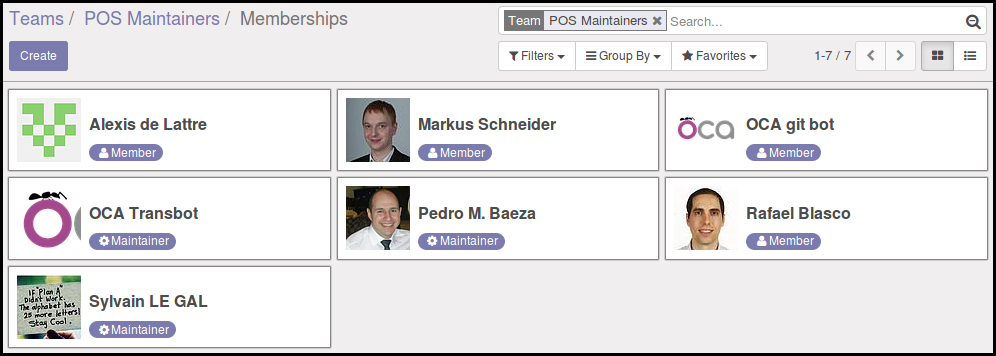 Teams / POS Maintainers / Memberships
Team POS Maintainers ✖ Search...
Create
Filters Group By Favorites 1-7 / 7
Alexis de Lattre
Member
Markus Schneider
Member
OCA
OCA git bot
Member
OCA Transbot
Maintainer
Pedro M. Baeza
Maintainer
Rafael Blasco
Member
IF "Plan A"
Didn't Work.
The alphabet has
25 more letters!
Stay Cool.
Sylvain LE GAL
Maintainer